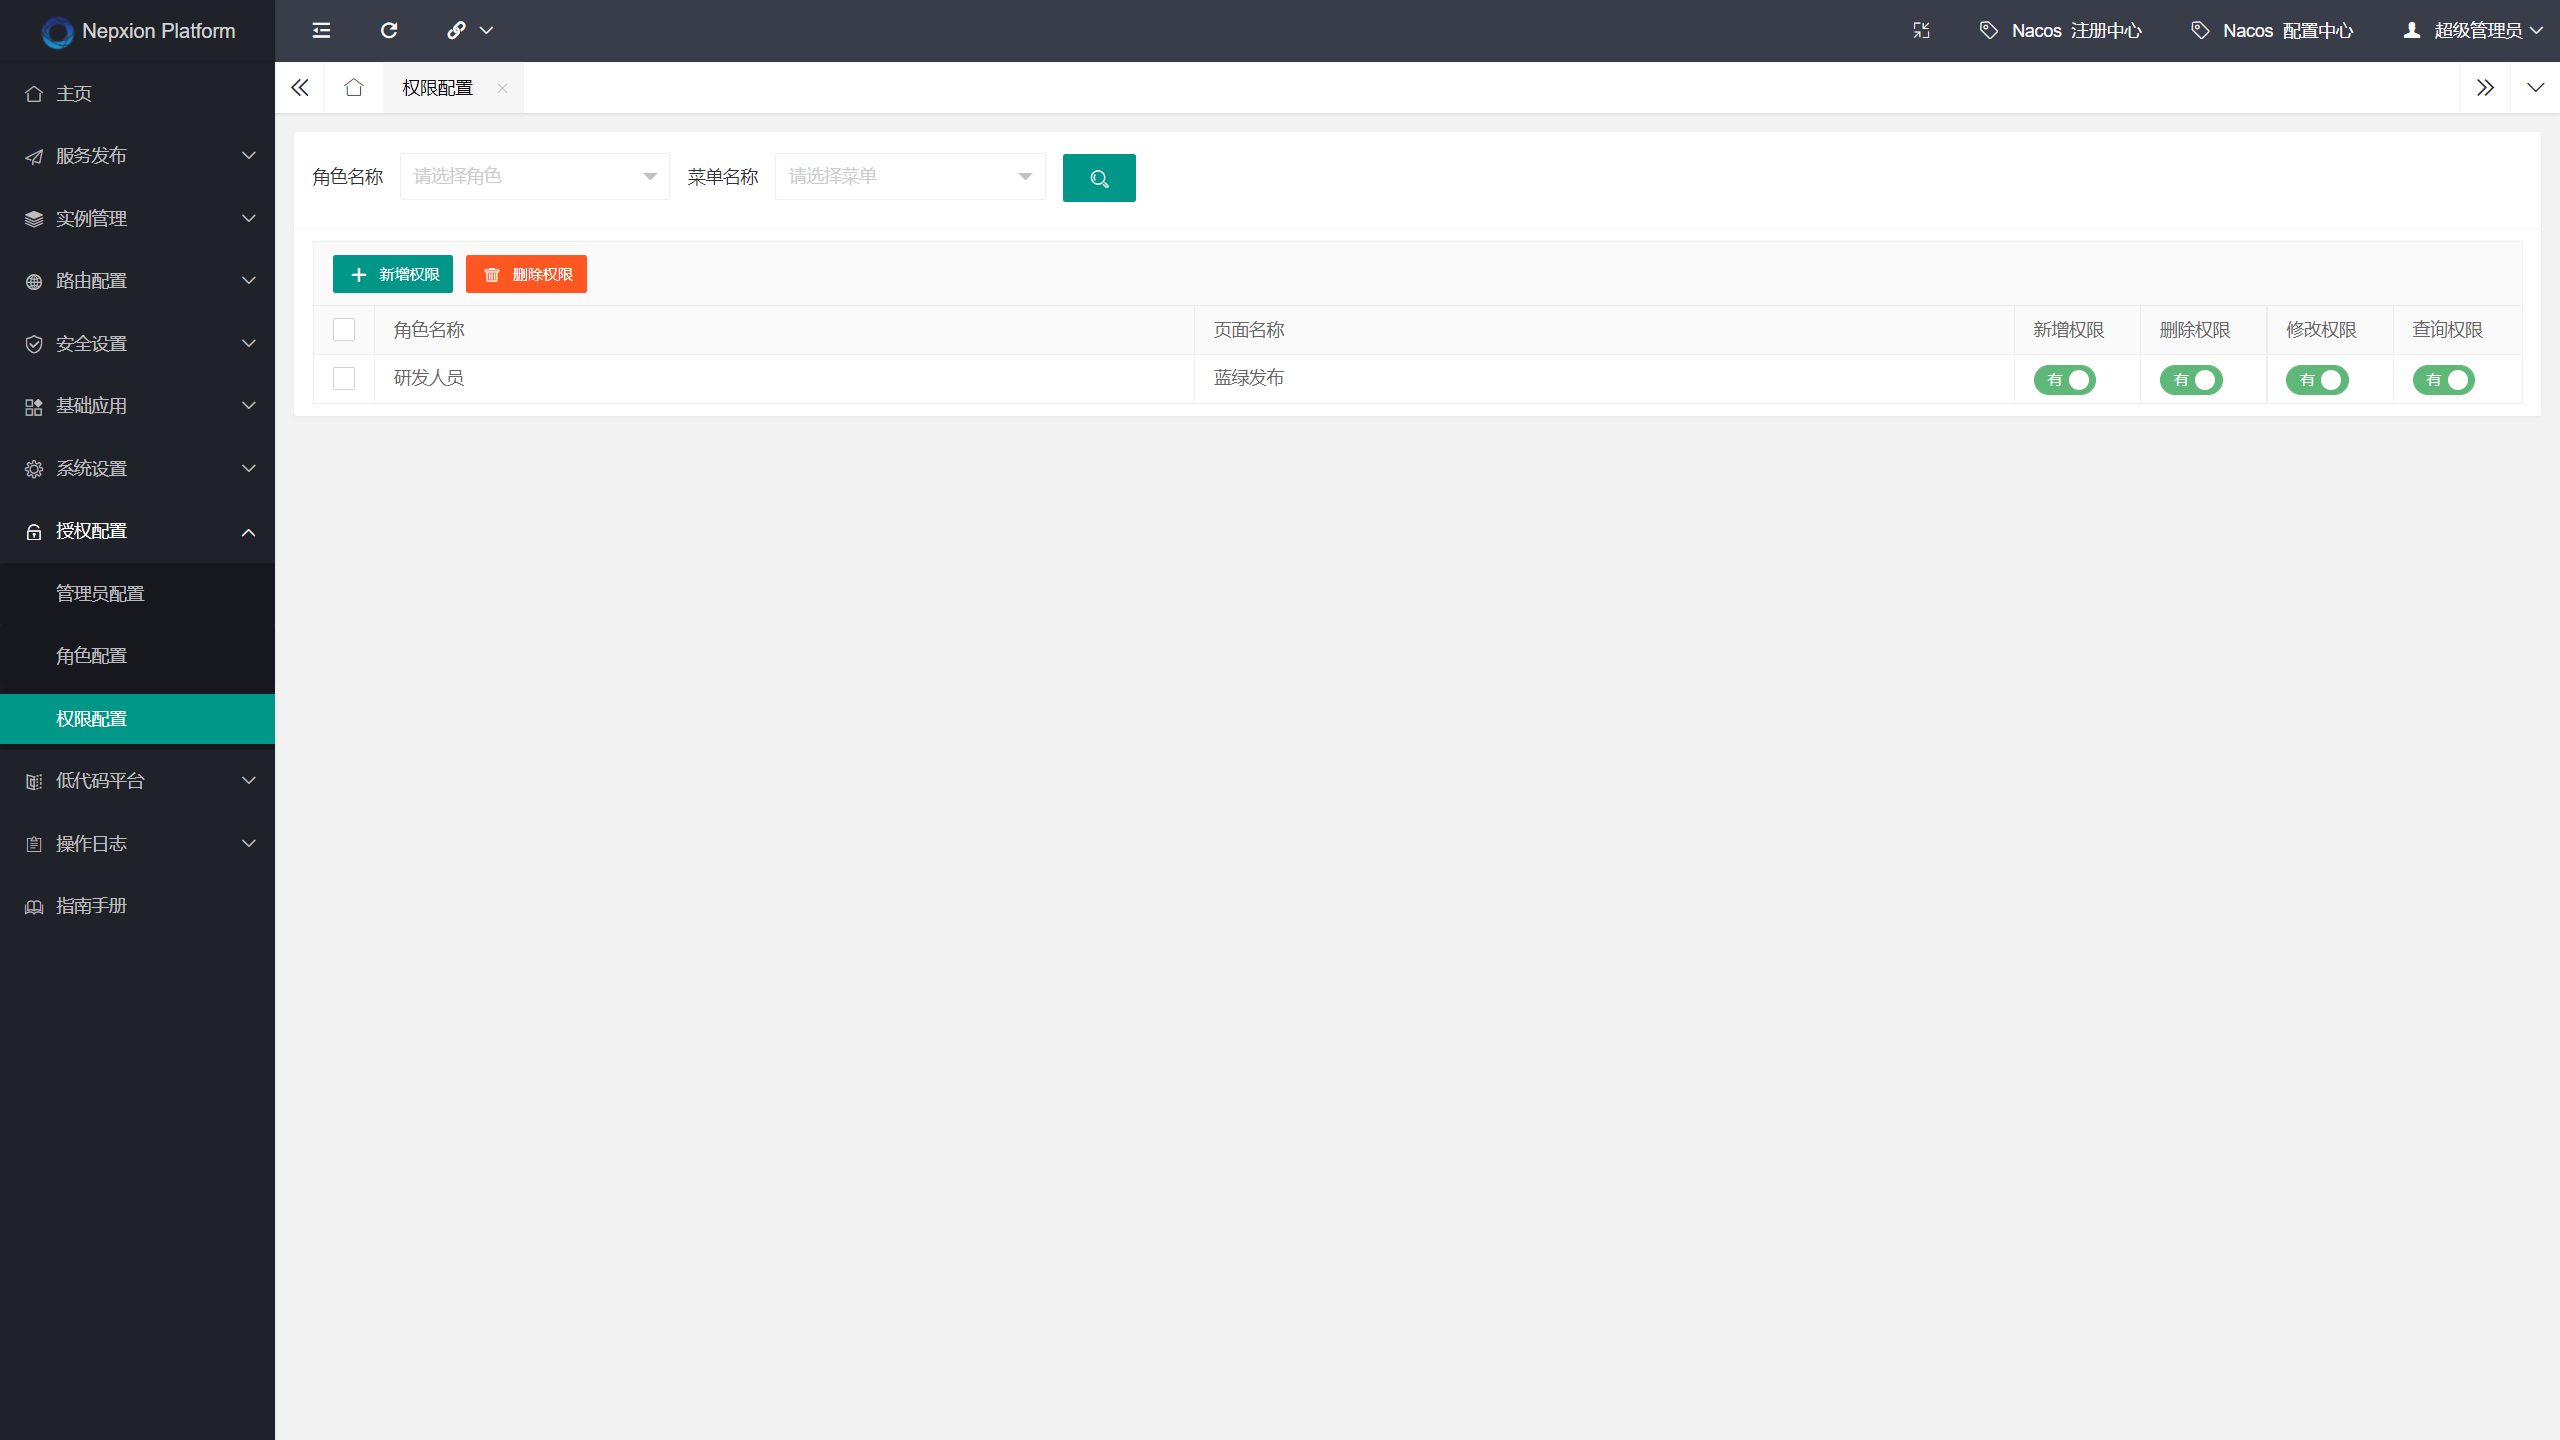 Nepxion Platform
Nacos 注册中心
Nacos 配置中心
超级管理员
主页
服务发布
实例管理
路由配置
安全设置
基础应用
系统设置
授权配置
管理员配置
角色配置
权限配置
低代码平台
操作日志
指南手册
权限配置
角色名称 请选择角色 菜单名称 请选择菜单
新增权限 删除权限
角色名称 页面名称 新增权限 删除权限 修改权限 查询权限
研发人员 蓝绿发布 有 有 有 有